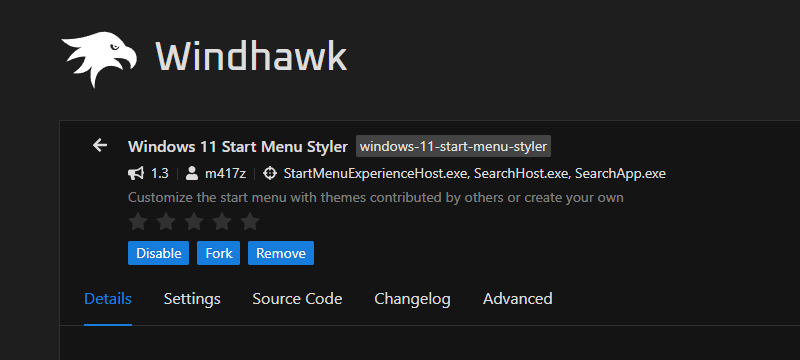 Windhawk
Windows 11 Start Menu Styler windows-11-start-menu-styler
1.3 m417z StartMenuExperienceHost.exe, SearchHost.exe, SearchApp.exe
Customize the start menu with themes contributed by others or create your own
Disable Fork Remove
Details Settings Source Code Changelog Advanced